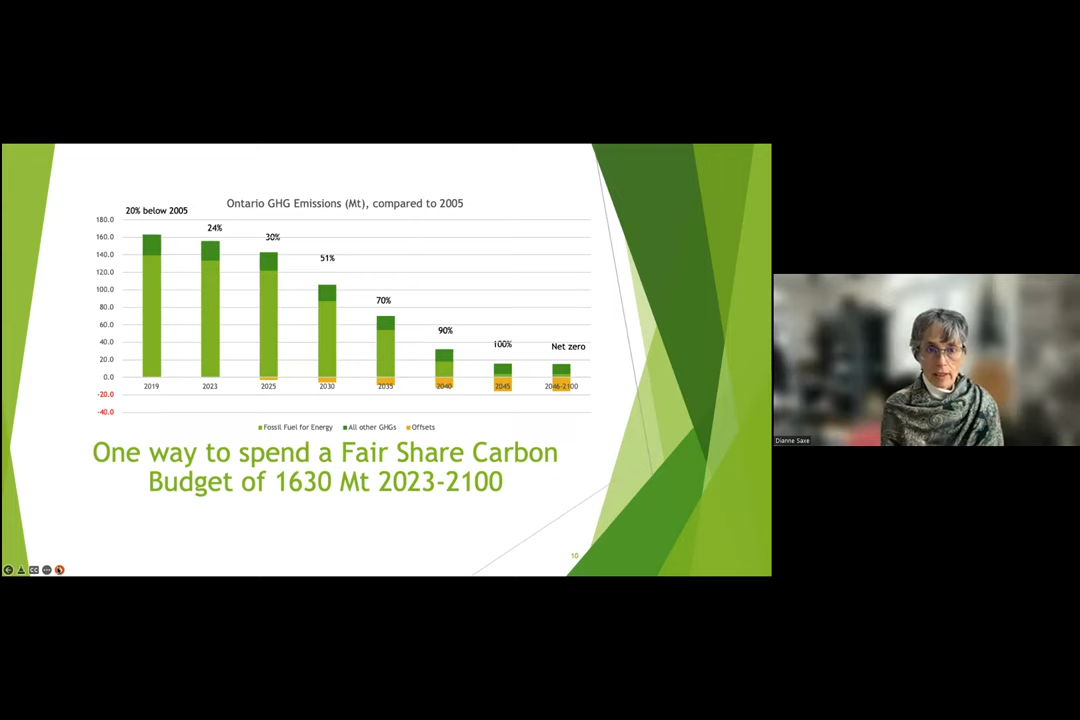 Ontario GHG Emissions (Mt), compared to 2005
180.0
160.0
140.0
120.0
100.0
80.0
60.0
40.0
20.0
0.0
-20.0
-40.0
20% below 2005
24%
30%
51%
70%
90%
100%
Net zero
2019 2023 2025 2030 2035 2040 2045 2046-2100
Fossil Fuel for Energy All other GHGs Offsets
One way to spend a Fair Share Carbon
Budget of 1630 Mt 2023-2100
10
CC
Dianne Saxe